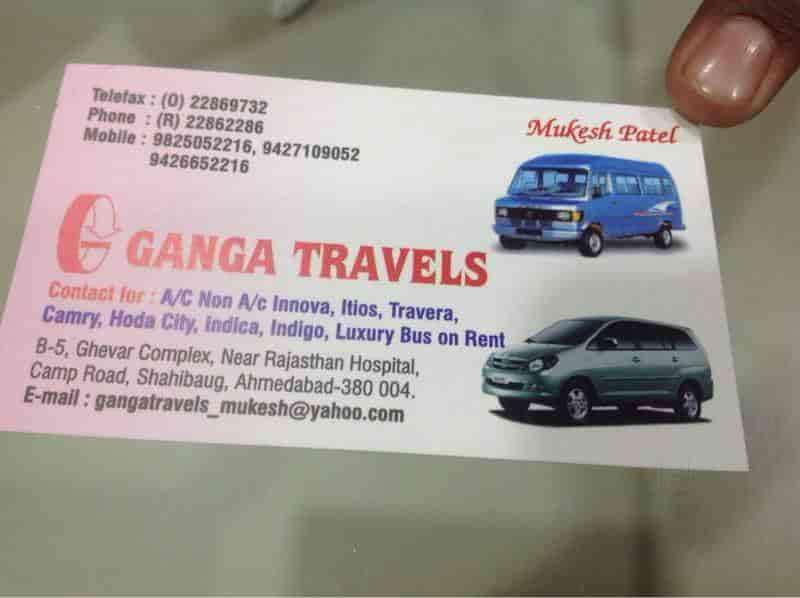 Telefax : (O) 22869732
Phone : (R) 22862286
Mobile : 9825052216, 9427109052
9426652216
Mukesh Patel
GANGA TRAVELS
Contact for : A/C Non A/c Innova, Itios, Travera,
Camry, Hoda City, Indica, Indigo, Luxury Bus on Rent
B-5, Ghevar Complex, Near Rajasthan Hospital,
Camp Road, Shahibaug, Ahmedabad-380 004.
E-mail : gangatravels_mukesh@yahoo.com